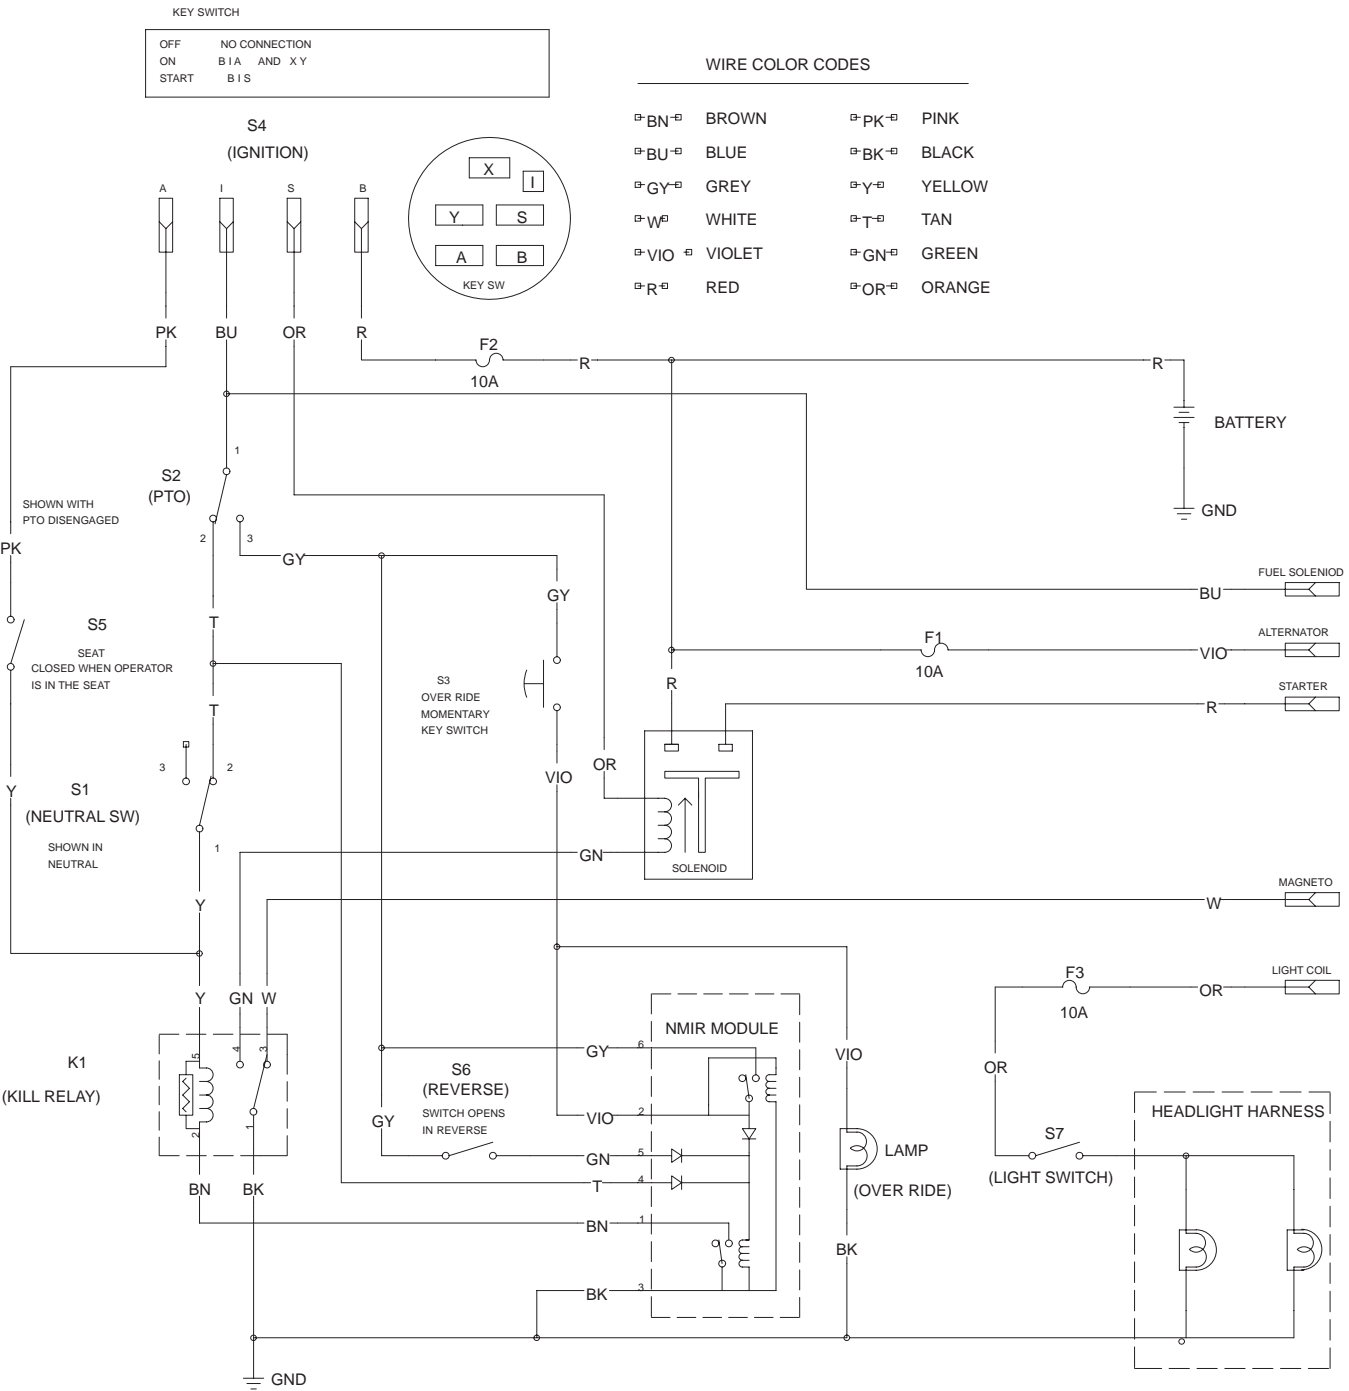 KEY SWITCH
OFF NO CONNECTION
ON B I A AND X Y
START B I S
WIRE COLOR CODES
BN BROWN
BU BLUE
GY GREY
W WHITE
VIO VIOLET
R RED
PK PINK
BK BLACK
Y YELLOW
T TAN
GN GREEN
OR ORANGE
S4
(IGNITION)
A I S B
X
I
Y S
A B
KEY SW
PK BU OR R
F2
10A
R
R
BATTERY
GND
1
S2
(PTO)
SHOWN WITH
PTO DISENGAGED
2 3
PK
GY
GY
T
FUEL SOLENIOD
BU
S5
SEAT
CLOSED WHEN OPERATOR
IS IN THE SEAT
ALTERNATOR
F1
10A
VIO
S3
OVER RIDE
MOMENTARY
KEY SWITCH
R
STARTER
R
T
3 2
Y
S1
(NEUTRAL SW)
SHOWN IN
NEUTRAL
1
VIO
OR
GN
SOLENOID
MAGNETO
W
Y
LIGHT COIL
F3
10A
OR
Y GN W
K1
(KILL RELAY)
5 4 3
2 1
BN BK
NMIR MODULE
GY 6
S6
(REVERSE)
SWITCH OPENS
IN REVERSE
GY
VIO 2
GN 5
T 4
BN 1
BK 3
VIO
LAMP
(OVER RIDE)
BK
OR
S7
(LIGHT SWITCH)
HEADLIGHT HARNESS
GND